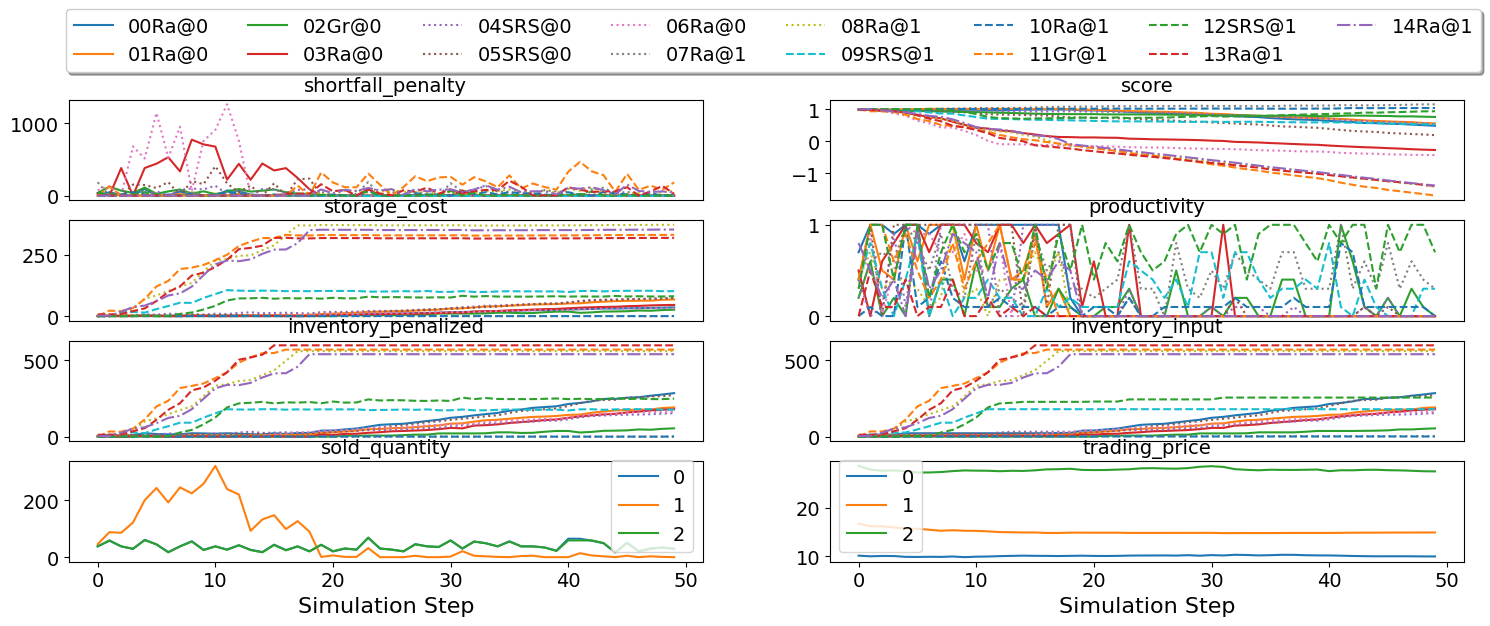 00Ra@0 02Gr@0 04SRS@0 06Ra@0 08Ra@1 10Ra@1 12SRS@1 14Ra@1
01Ra@0 03Ra@0 05SRS@0 07Ra@1 09SRS@1 11Gr@1 13Ra@1
shortfall_penalty
1000
0
score
1
0
−1
storage_cost
250
0
productivity
1
0
inventory_penalized
500
0
inventory_input
500
0
sold_quantity
200
0
0
1
2
0 10 20 30 40 50
Simulation Step
trading_price
20
10
0
1
2
0 10 20 30 40 50
Simulation Step